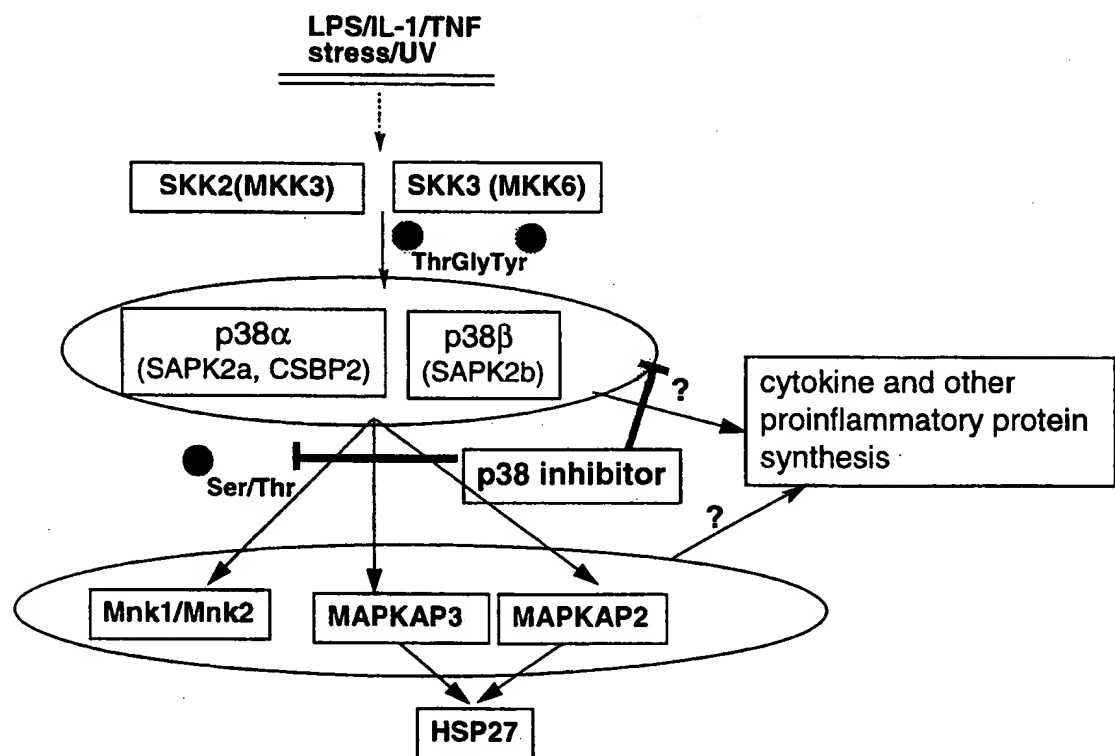 LPS/IL-1/TNF
stress/UV
SKK2(MKK3)
SKK3 (MKK6)
ThrGlyTyr
p38α
(SAPK2a, CSBP2)
p38β
(SAPK2b)
?
cytokine and other
proinflammatory protein
synthesis
p38 inhibitor
Ser/Thr
?
Mnk1/Mnk2
MAPKAP3
MAPKAP2
HSP27